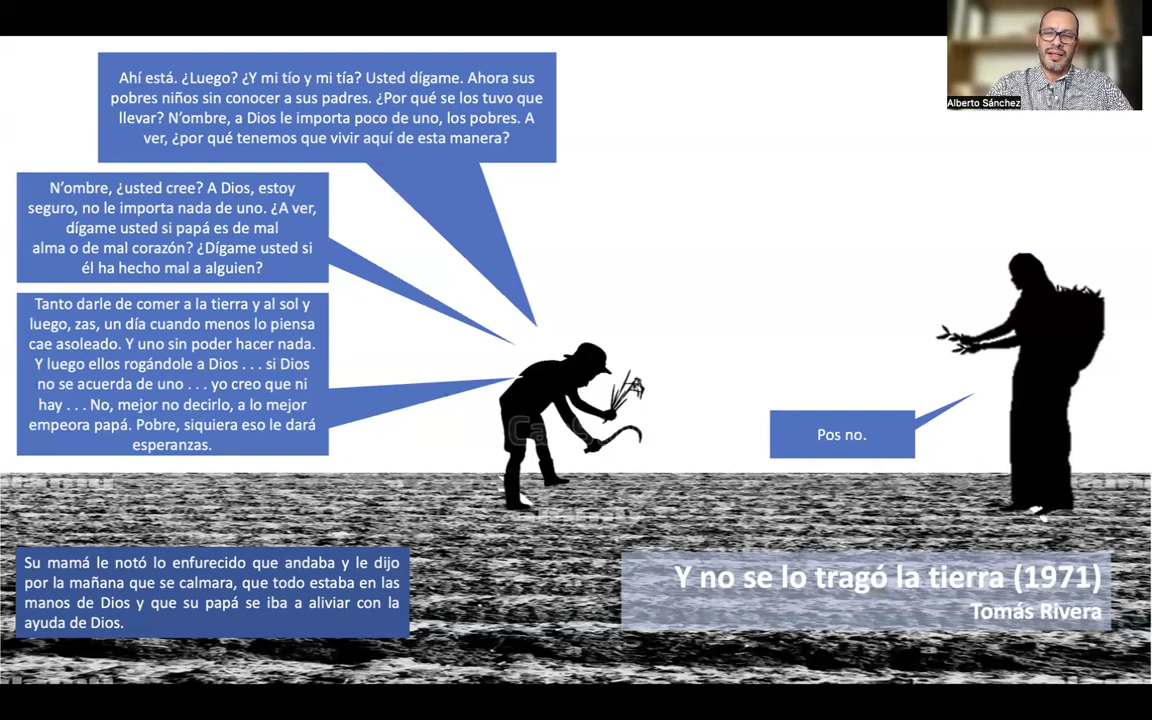 Alberto Sánchez
Ahí está. ¿Luego? ¿Y mi tío y mi tía? Usted dígame. Ahora sus
pobres niños sin conocer a sus padres. ¿Por qué se los tuvo que
llevar? N’ombre, a Dios le importa poco de uno, los pobres. A
ver, ¿por qué tenemos que vivir aquí de esta manera?
N’ombre, ¿usted cree? A Dios, estoy
seguro, no le importa nada de uno. ¿A ver,
dígame usted si papá es de mal
alma o de mal corazón? ¿Dígame usted si
él ha hecho mal a alguien?
Tanto darle de comer a la tierra y al sol y
luego, zas, un día cuando menos lo piensa
cae asoleado. Y uno sin poder hacer nada.
Y luego ellos rogándole a Dios . . . si Dios
no se acuerda de uno . . . yo creo que ni
hay . . . No, mejor no decirlo, a lo mejor
empeora papá. Pobre, siquiera eso le dará
esperanzas.
Pos no.
Su mamá le notó lo enfurecido que andaba y le dijo
por la mañana que se calmara, que todo estaba en las
manos de Dios y que su papá se iba a aliviar con la
ayuda de Dios.
Y no se lo tragó la tierra (1971)
Tomás Rivera